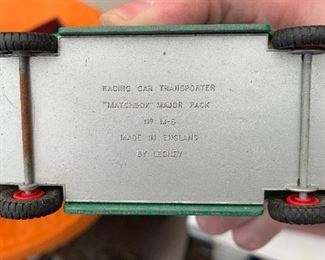 RACING CAR TRANSPORTER
"MATCHBOX" MAJOR PACK
Nº M-6
MADE IN ENGLAND
BY LESNEY